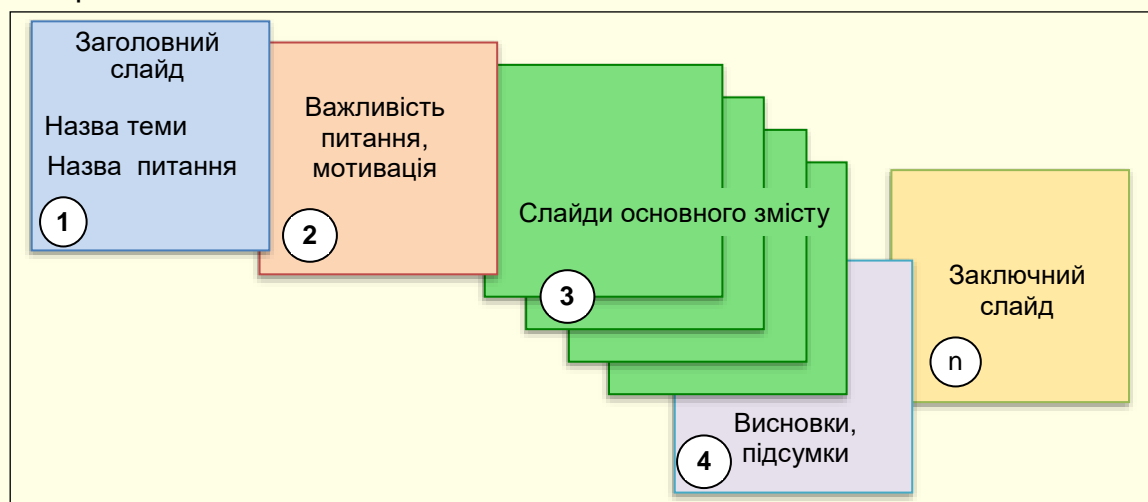 Заголовний
слайд
Назва теми
Назва питання
1
Важливість
питання,
мотивація
2
Слайди основного змісту
3
Висновки,
підсумки
4
Заключний
слайд
n